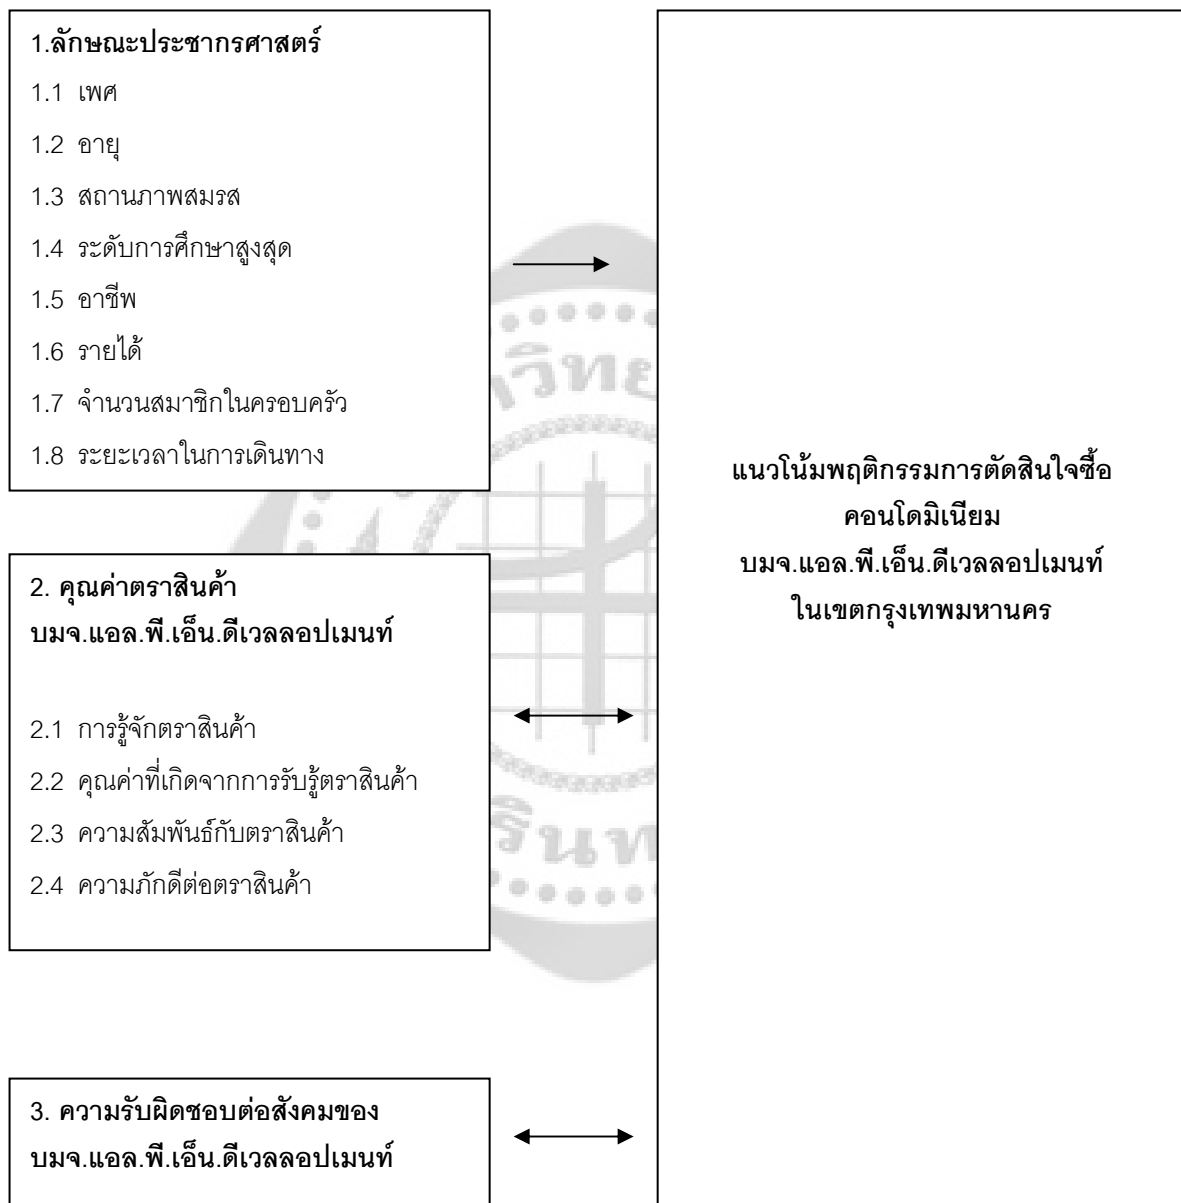 1.ลักษณะประชากรศาสตร์
1.1 เพศ
1.2 อายุ
1.3 สถานภาพสมรส
1.4 ระดับการศึกษาสูงสุด
1.5 อาชีพ
1.6 รายได้
1.7 จำนวนสมาชิกในครอบครัว
1.8 ระยะเวลาในการเดินทาง
2. คุณค่าตราสินค้า
บมจ.แอล.พี.เอ็น.ดีเวลลอปเมนท์
2.1 การรู้จักตราสินค้า
2.2 คุณค่าที่เกิดจากการรับรู้ตราสินค้า
2.3 ความสัมพันธ์กับตราสินค้า
2.4 ความภักดีต่อตราสินค้า
3. ความรับผิดชอบต่อสังคมของ
บมจ.แอล.พี.เอ็น.ดีเวลลอปเมนท์
แนวโน้มพฤติกรรมการตัดสินใจซื้อ
คอนโดมิเนียม
บมจ.แอล.พี.เอ็น.ดีเวลลอปเมนท์
ในเขตกรุงเทพมหานคร